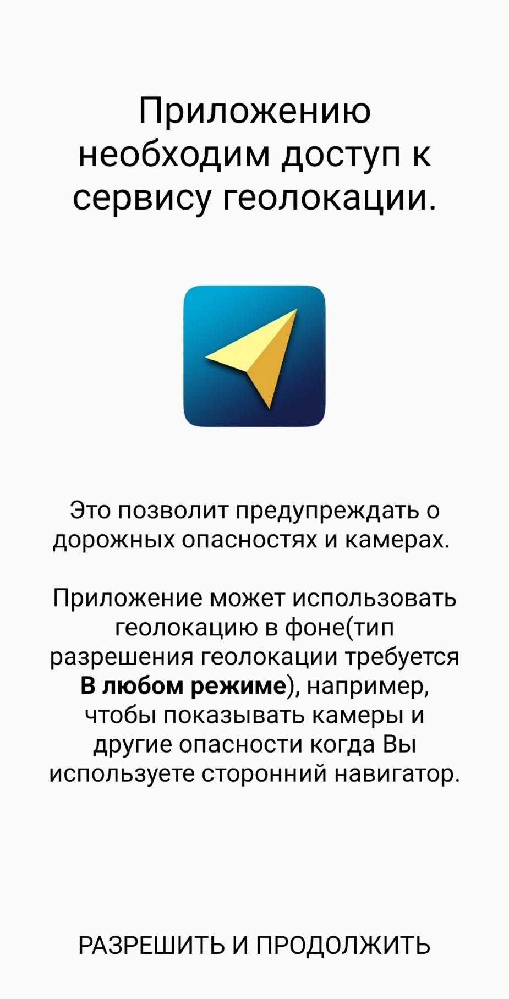 Приложению
необходим доступ к
сервису геолокации.
Это позволит предупреждать о
дорожных опасностях и камерах.
Приложение может использовать
геолокацию в фоне(тип
разрешения геолокации требуется
В любом режиме), например,
чтобы показывать камеры и
другие опасности когда Вы
используете сторонний навигатор.
РАЗРЕШИТЬ И ПРОДОЛЖИТЬ